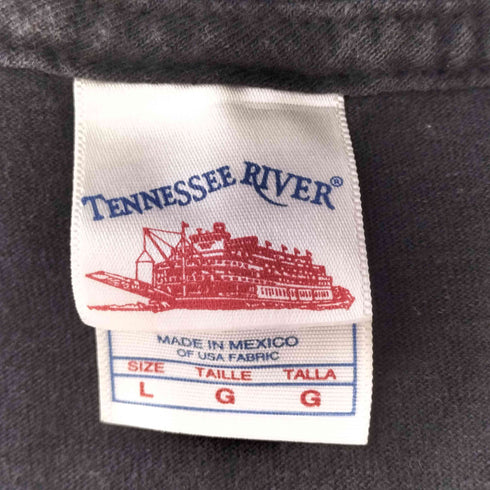 TENNESSEE RIVER®
MADE IN MEXICO
OF USA FABRIC
SIZE TAILLE TALLA
L G G